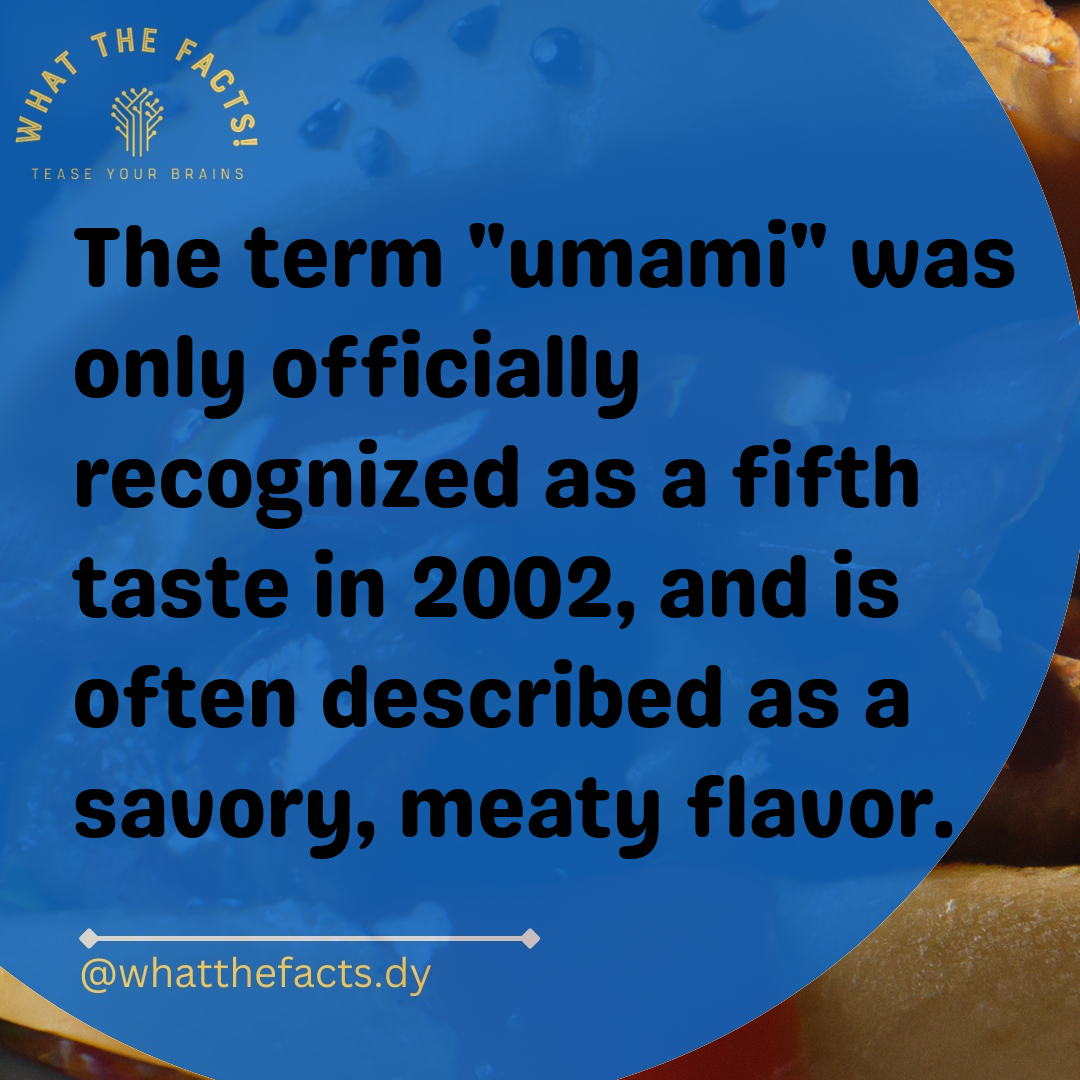 WHAT THE FACTS!
TEASE YOUR BRAINS
The term "umami" was
only officially
recognized as a fifth
taste in 2002, and is
often described as a
savory, meaty flavor.
@whatthefacts.dy